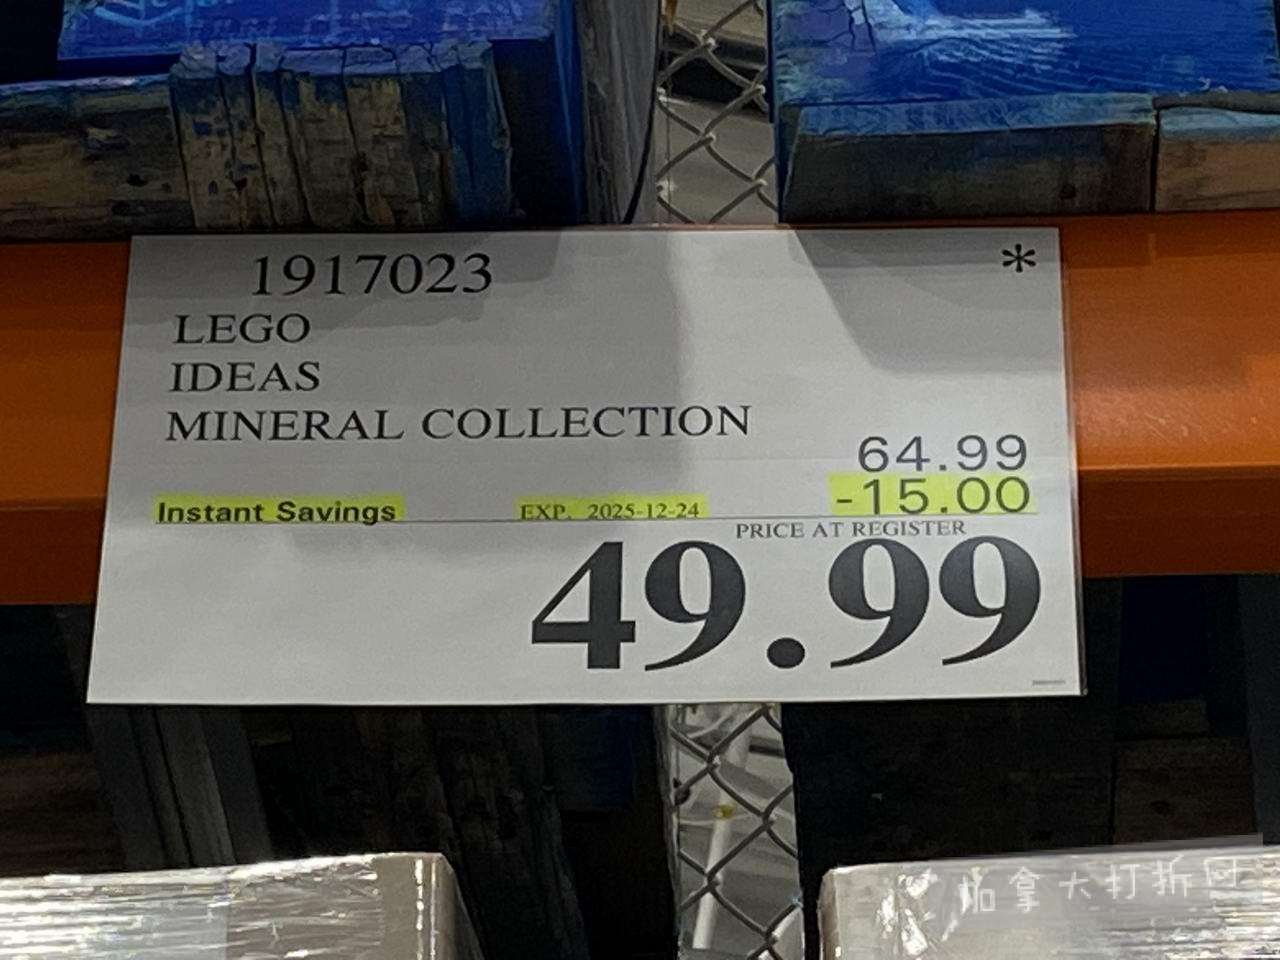 1917023
*
LEGO
IDEAS
MINERAL COLLECTION
64.99
Instant Savings EXP. 2025-12-24 -15.00
PRICE AT REGISTER
49.99
加拿大打折网